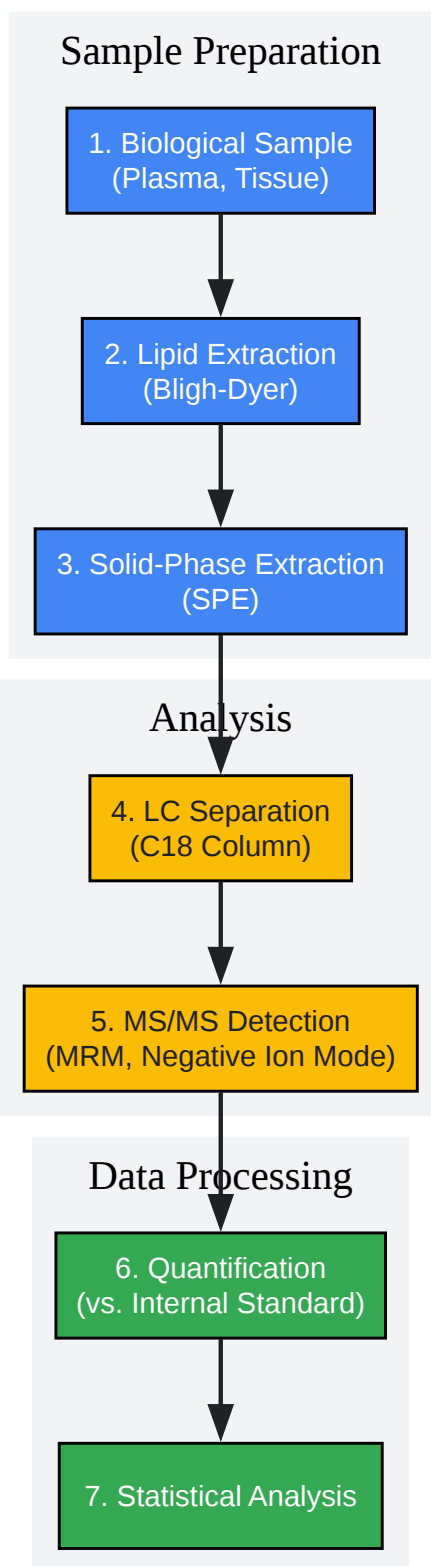 Sample Preparation
1. Biological Sample
(Plasma, Tissue)
2. Lipid Extraction
(Bligh-Dyer)
3. Solid-Phase Extraction
(SPE)
Analysis
4. LC Separation
(C18 Column)
5. MS/MS Detection
(MRM, Negative Ion Mode)
Data Processing
6. Quantification
(vs. Internal Standard)
7. Statistical Analysis